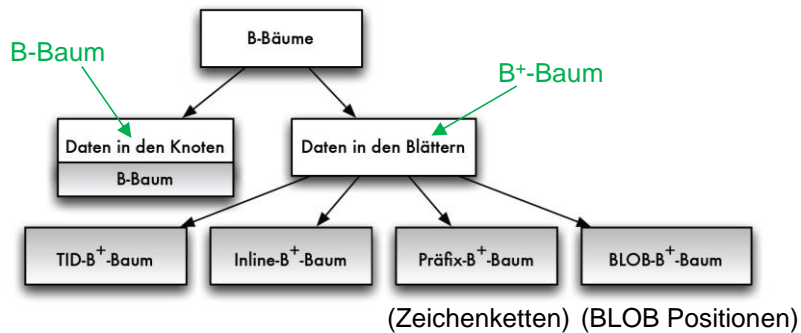 B-Bäume
B-Baum
B+-Baum
Daten in den Knoten
B-Baum
Daten in den Blättern
TID-B+-Baum
Inline-B+-Baum
Präfix-B+-Baum
BLOB-B+-Baum
(Zeichenketten) (BLOB Positionen)